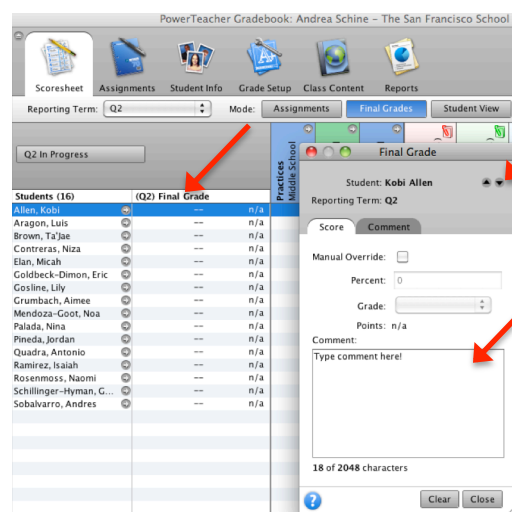 PowerTeacher Gradebook: Andrea Schine – The San Francisco School
Scoresheet Assignments Student Info Grade Setup Class Content Reports
Reporting Term: Q2 Mode: Assignments Final Grades Student View
Q2 In Progress
Practices
Middle School
Students (16) (Q2) Final Grade
Allen, Kobi -- n/a
Aragon, Luis -- n/a
Brown, Ta'Jae -- n/a
Contreras, Niza -- n/a
Elan, Micah -- n/a
Goldbeck-Dimon, Eric -- n/a
Gosline, Lily -- n/a
Grumbach, Aimee -- n/a
Mendoza-Goot, Noa -- n/a
Palada, Nina -- n/a
Pineda, Jordan -- n/a
Quadra, Antonio -- n/a
Ramirez, Isaiah -- n/a
Rosenmoss, Naomi -- n/a
Schillinger-Hyman, G... -- n/a
Sobalvarro, Andres -- n/a
Final Grade
Student: Kobi Allen
Reporting Term: Q2
Score Comment
Manual Override:
Percent: 0
Grade:
Points: n/a
Comment:
Type comment here!
18 of 2048 characters
? Clear Close